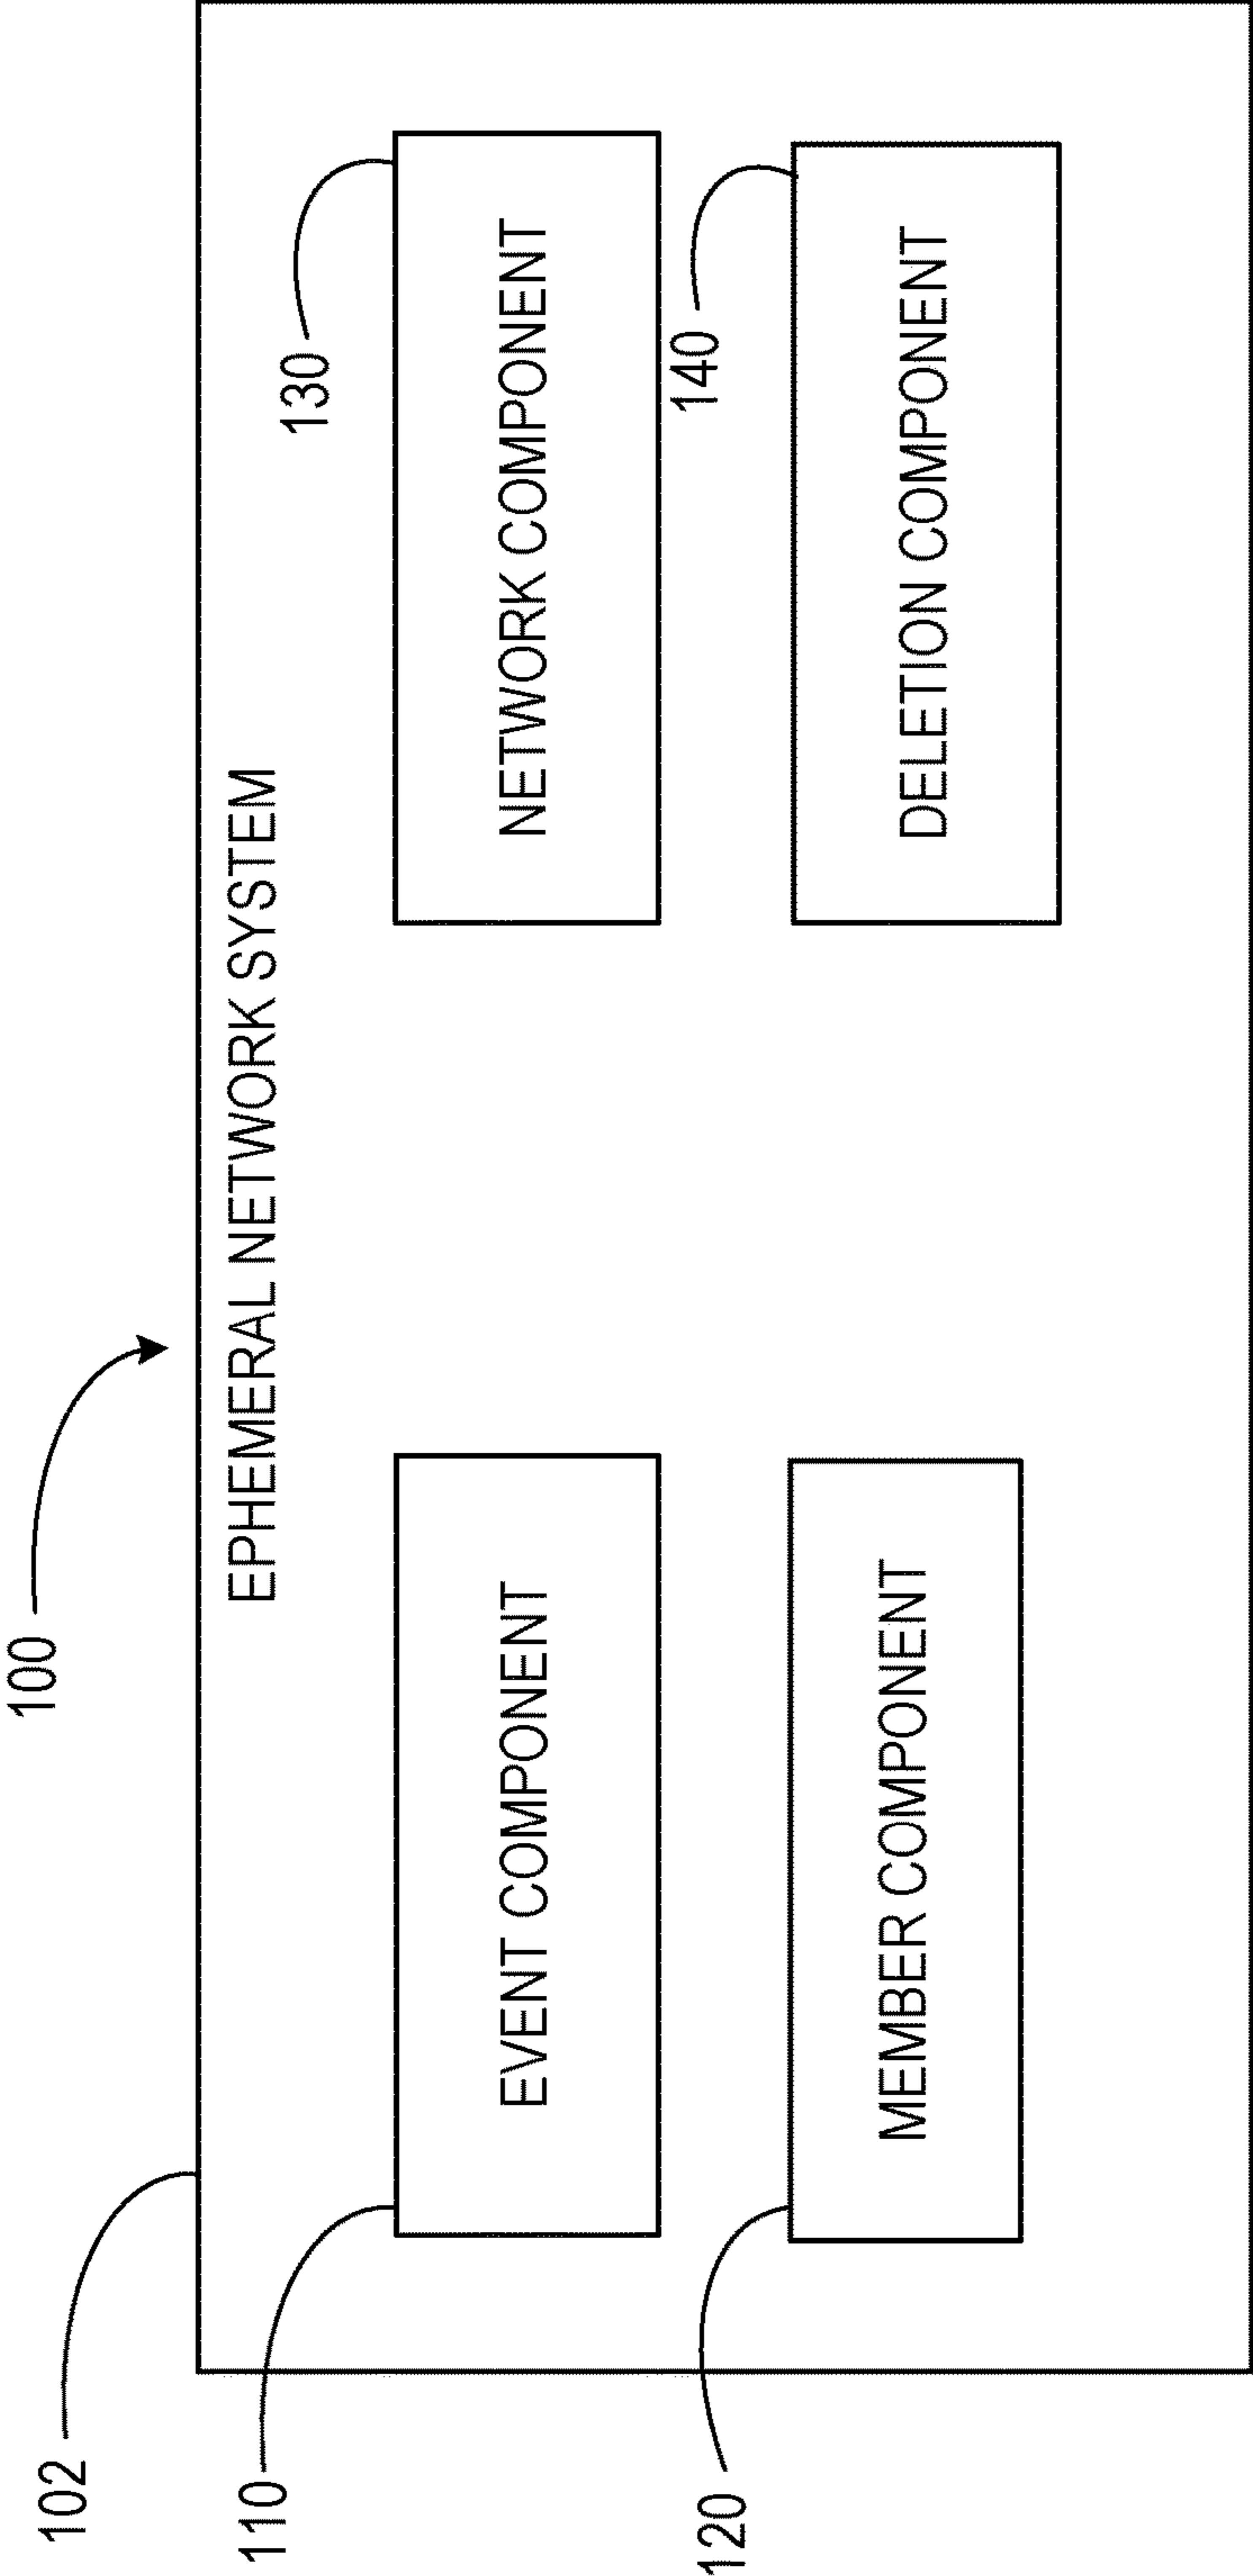 100
102
EPHEMERAL NETWORK SYSTEM
110
EVENT COMPONENT
130
NETWORK COMPONENT
120
MEMBER COMPONENT
140
DELETION COMPONENT